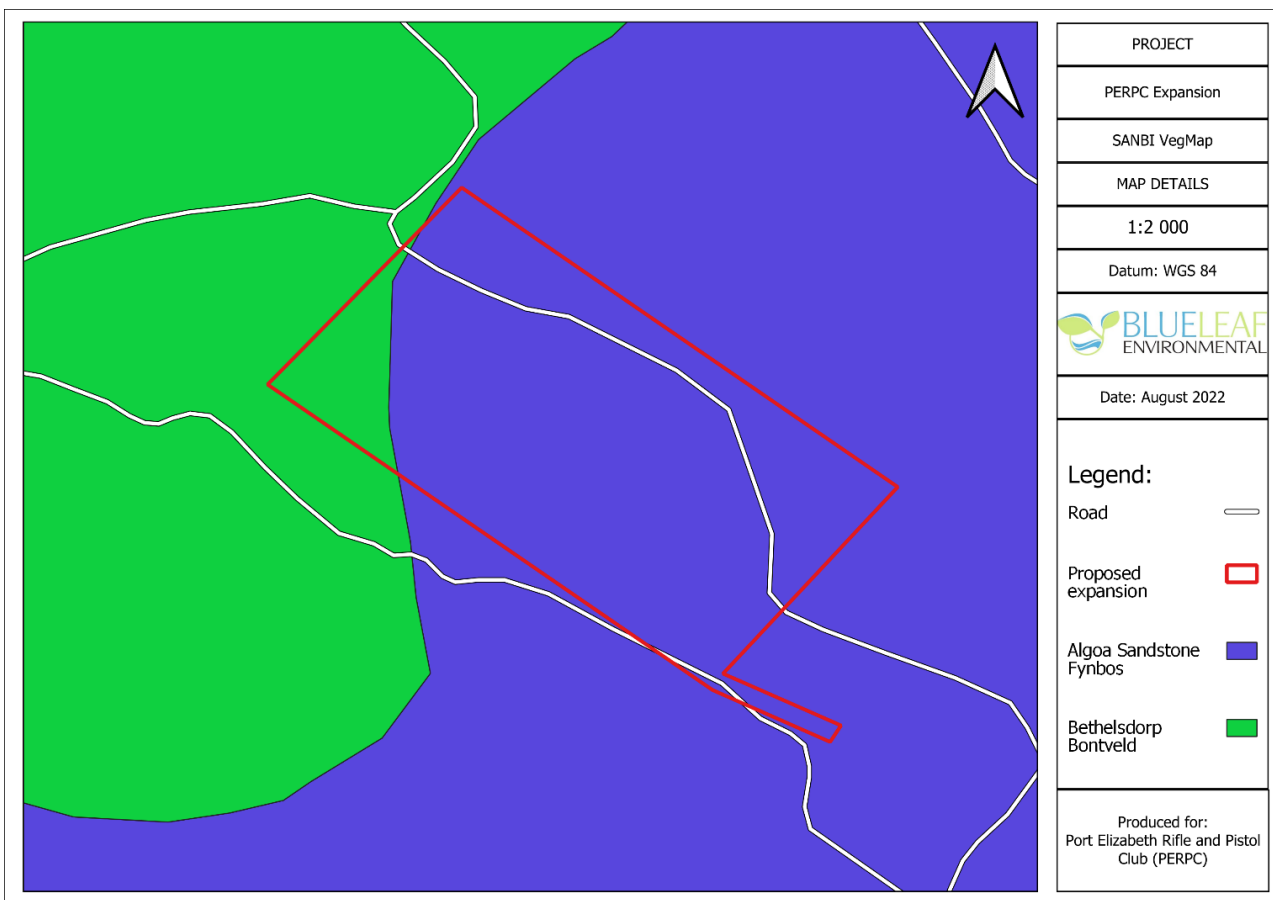 PROJECT
PERPC Expansion
SANBI VegMap
MAP DETAILS
1:2 000
Datum: WGS 84
BLUELEAF
ENVIRONMENTAL
Date: August 2022
Legend:
Road
Proposed
expansion
Algoa Sandstone
Fynbos
Bethelsdorp
Bontveld
Produced for:
Port Elizabeth Rifle and Pistol
Club (PERPC)